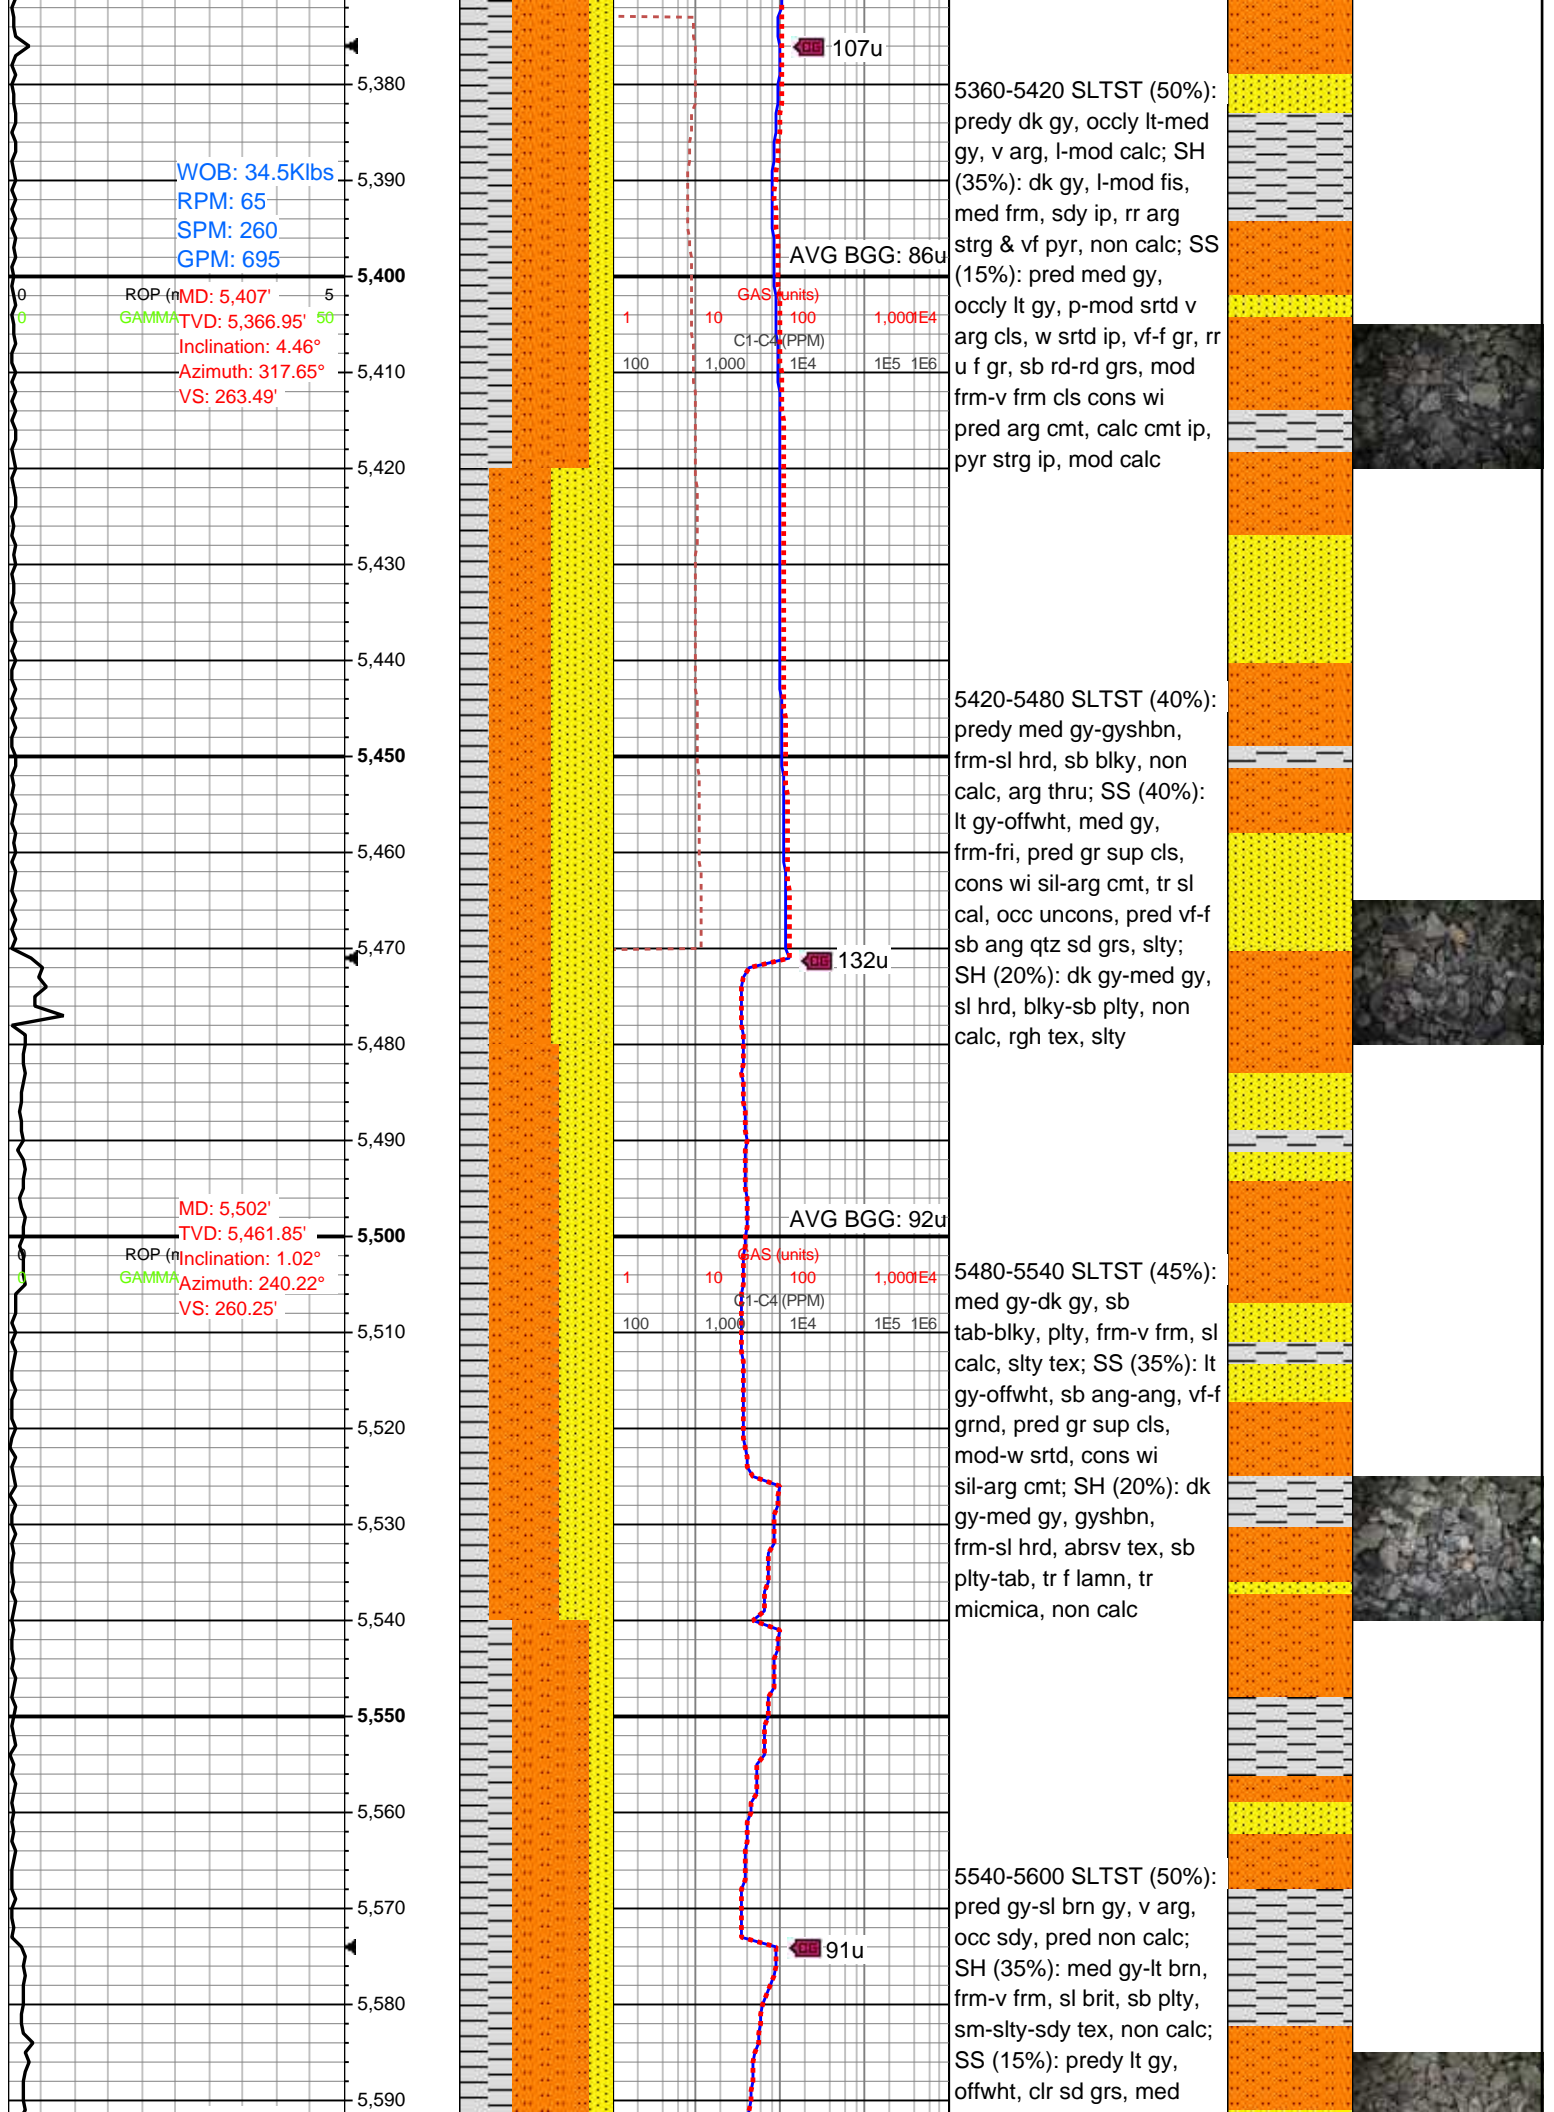 107u
5,380
5360-5420 SLTST (50%):
predy dk gy, occly lt-med
gy, v arg, l-mod calc; SH
(35%): dk gy, l-mod fis,
med frm, sdy ip, rr arg
strg & vf pyr, non calc; SS
(15%): pred med gy,
occly lt gy, p-mod srtd v
arg cls, w srtd ip, vf-f gr, rr
u f gr, sb rd-rd grs, mod
frm-v frm cls cons wi
pred arg cmt, calc cmt ip,
pyr strg ip, mod calc
WOB: 34.5Klbs
RPM: 65
SPM: 260
GPM: 695
5,390
AVG BGG: 86u
5,400
0 ROP ( 5
0 GAMMA 50
MD: 5,407'
TVD: 5,366.95'
Inclination: 4.46°
Azimuth: 317.65°
VS: 263.49'
GAS (units)
1 10 100 1,000 1E4
C1-C4 (PPM)
100 1,000 1E4 1E5 1E6
5,410
5,420
5,430
5,440
5420-5480 SLTST (40%):
predy med gy-gyshbn,
frm-sl hrd, sb blky, non
calc, arg thru; SS (40%):
lt gy-offwht, med gy,
frm-fri, pred gr sup cls,
cons wi sil-arg cmt, tr sl
cal, occ uncons, pred vf-f
sb ang qtz sd grs, slty;
SH (20%): dk gy-med gy,
sl hrd, blky-sb plty, non
calc, rgh tex, slty
5,450
5,460
5,470
CG 132u
5,480
5,490
MD: 5,502'
TVD: 5,461.85'
Inclination: 1.02°
Azimuth: 240.22°
VS: 260.25'
AVG BGG: 92u
5,500
0 ROP (
0 GAMMA
GAS (units)
1 10 100 1,000 1E4
C1-C4 (PPM)
100 1,000 1E4 1E5 1E6
5480-5540 SLTST (45%):
med gy-dk gy, sb
tab-blky, plty, frm-v frm, sl
calc, slty tex; SS (35%): lt
gy-offwht, sb ang-ang, vf-f
grnd, pred gr sup cls,
mod-w srtd, cons wi
sil-arg cmt; SH (20%): dk
gy-med gy, gyshbn,
frm-sl hrd, abrsv tex, sb
plty-tab, tr f lamn, tr
micmica, non calc
5,510
5,520
5,530
5,540
5,550
5,560
5540-5600 SLTST (50%):
pred gy-sl brn gy, v arg,
occ sdy, pred non calc;
SH (35%): med gy-lt brn,
frm-v frm, sl brit, sb plty,
sm-slty-sdy tex, non calc;
SS (15%): predy lt gy,
offwht, clr sd grs, med
5,570
CG 91u
5,580
5,590